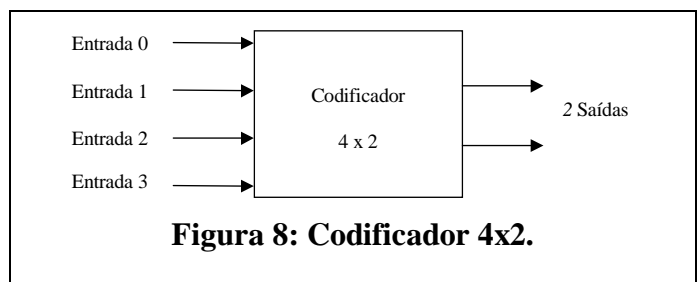 Entrada 0
Entrada 1
Entrada 2
Entrada 3
Codificador
4 x 2
2 Saídas
Figura 8: Codificador 4x2.